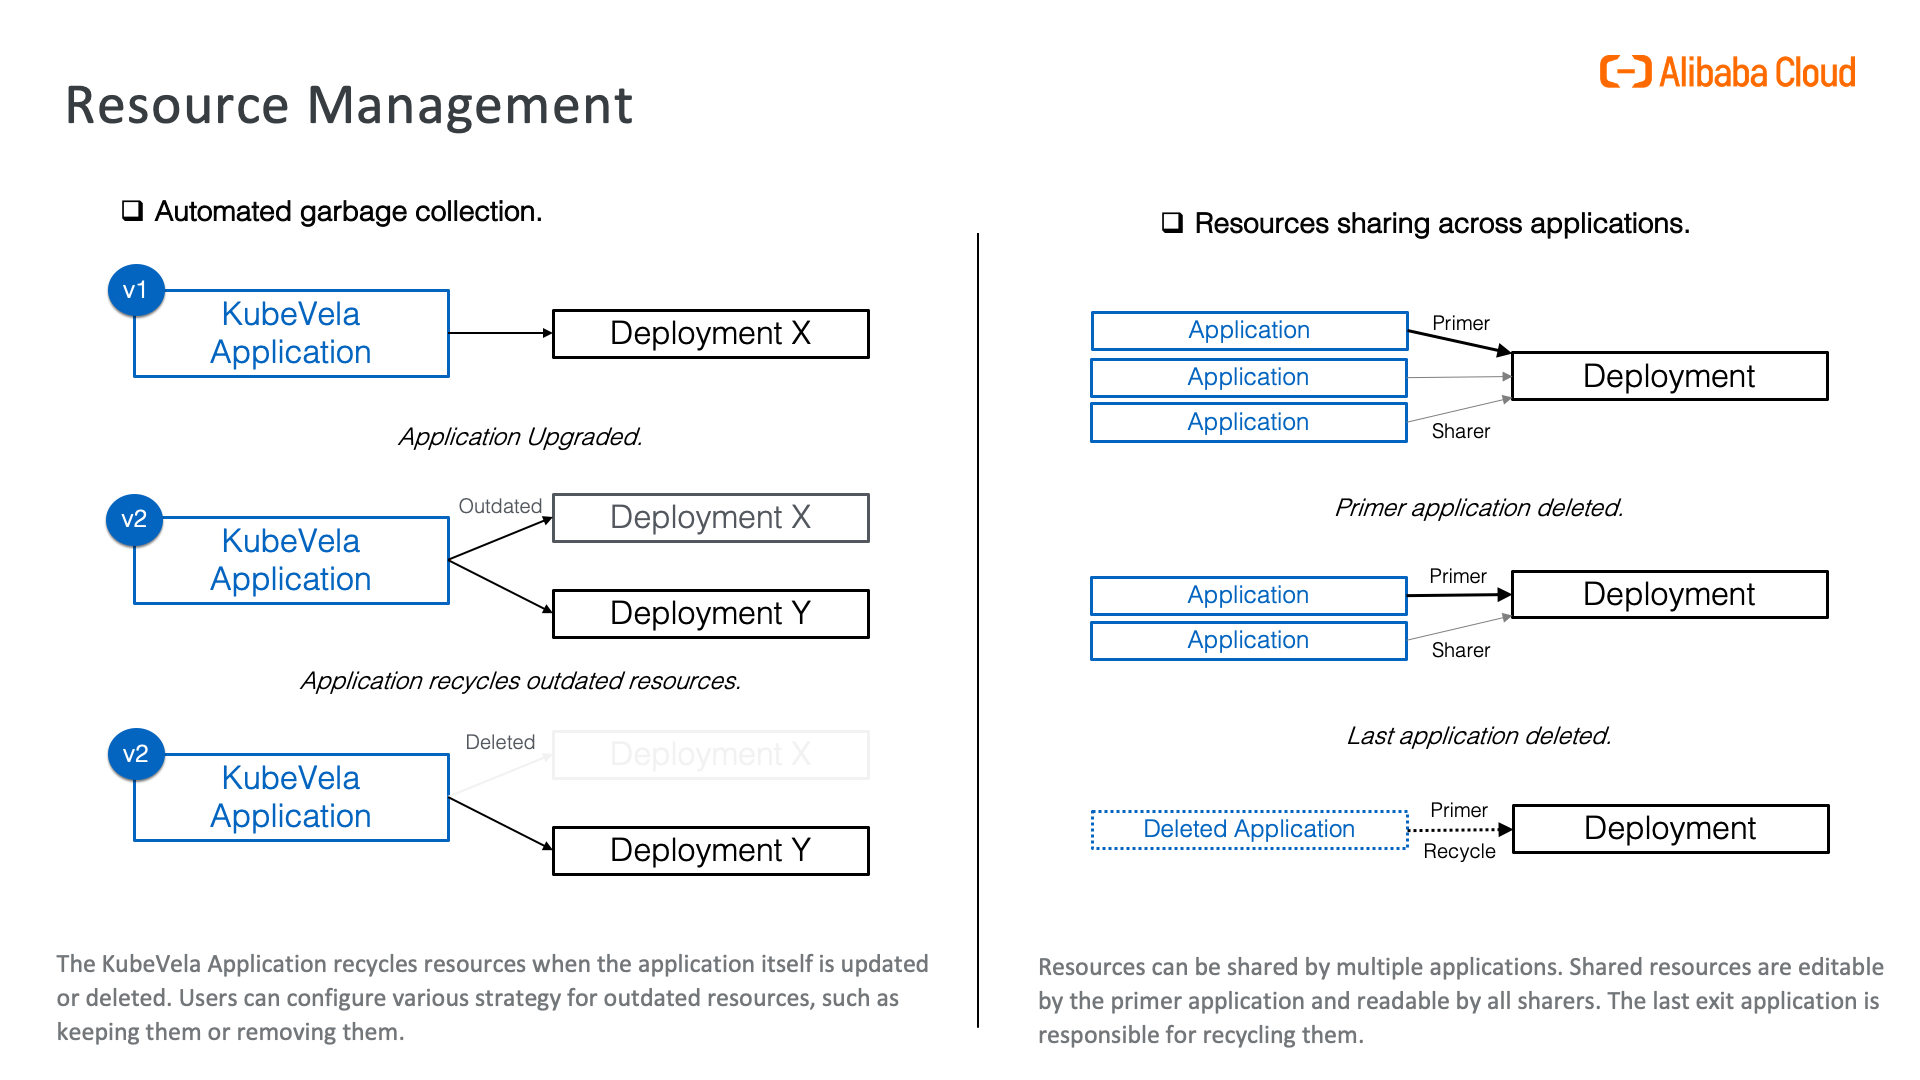 Alibaba Cloud
Resource Management
❑ Automated garbage collection.
v1
KubeVela
Application
Deployment X
Application Upgraded.
v2
KubeVela
Application
Outdated
Deployment X
Deployment Y
Application recycles outdated resources.
v2
KubeVela
Application
Deleted
Deployment X
Deployment Y
The KubeVela Application recycles resources when the application itself is updated
or deleted. Users can configure various strategy for outdated resources, such as
keeping them or removing them.
❑ Resources sharing across applications.
Application
Application
Application
Primer
Sharer
Deployment
Primer application deleted.
Application
Application
Primer
Sharer
Deployment
Last application deleted.
Deleted Application
Primer
Recycle
Deployment
Resources can be shared by multiple applications. Shared resources are editable
by the primer application and readable by all sharers. The last exit application is
responsible for recycling them.